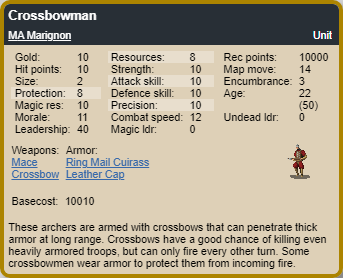 Crossbowman
MA Marignon Unit
Gold: 10 Resources: 8 Rec points: 10000
Hit points: 10 Strength: 10 Map move: 14
Size: 2 Attack skill: 10 Encumbrance: 3
Protection: 8 Defence skill: 10 Age: 22
Magic res: 10 Precision: 10 (50)
Morale: 11 Combat speed: 12 Undead ldr: 0
Leadership: 40 Magic ldr: 0
Weapons: Armor:
Mace Ring Mail Cuirass
Crossbow Leather Cap
Basecost: 10010
These archers are armed with crossbows that can penetrate thick
armor at long range. Crossbows have a good chance of killing even
heavily armored troops, but can only fire every other turn. Some
crossbowmen wear armor to protect them from incoming fire.